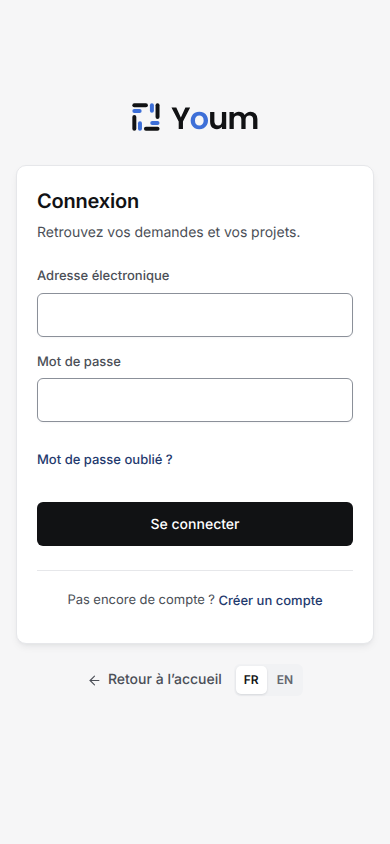 Youm
Connexion
Retrouvez vos demandes et vos projets.
Adresse électronique
Mot de passe
Mot de passe oublié ?
Se connecter
Pas encore de compte ? Créer un compte
← Retour à l’accueil FR EN